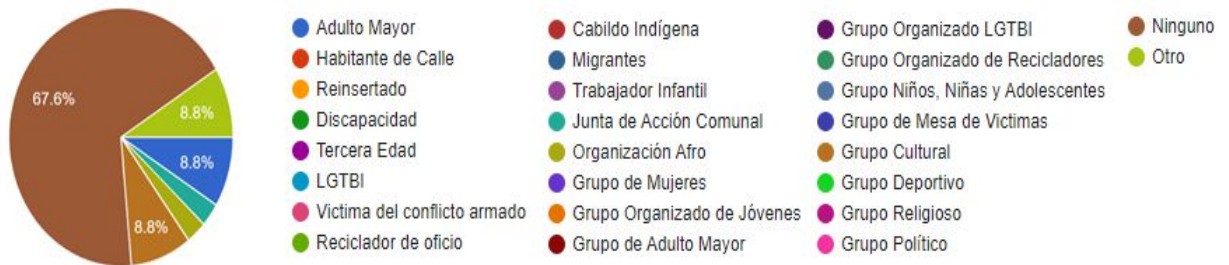 67.6%
8.8%
8.8%
8.8%
Adulto Mayor
Habitante de Calle
Reinsertado
Discapacidad
Tercera Edad
LGTBI
Victima del conflicto armado
Reciclador de oficio
Cabildo Indígena
Migrantes
Trabajador Infantil
Junta de Acción Comunal
Organización Afro
Grupo de Mujeres
Grupo Organizado de Jóvenes
Grupo de Adulto Mayor
Grupo Organizado LGTBI
Grupo Organizado de Recicladores
Grupo Niños, Niñas y Adolescentes
Grupo de Mesa de Victimas
Grupo Cultural
Grupo Deportivo
Grupo Religioso
Grupo Político
Ninguno
Otro